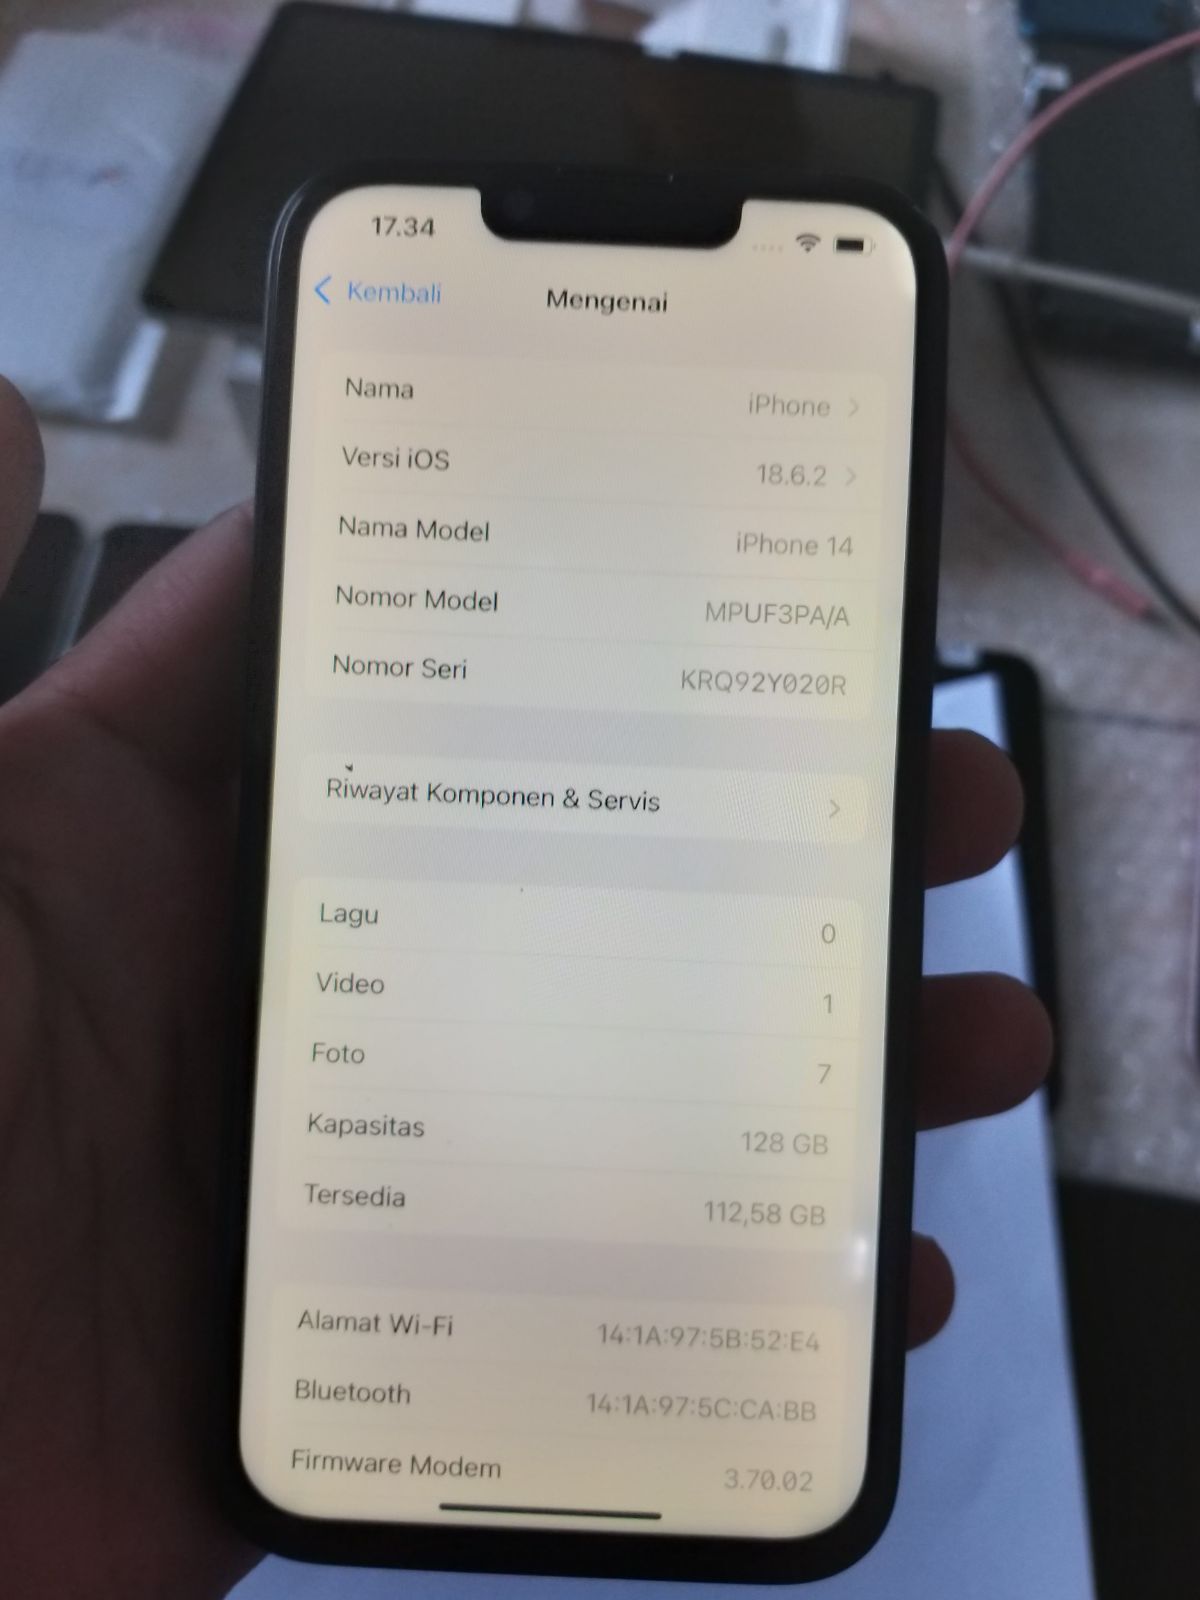 17.34
Kembali
Mengenai
Nama
iPhone
Versi iOS
18.6.2
Nama Model
iPhone 14
Nomor Model
MPUF3PA/A
Nomor Seri
KRQ92Y020R
Riwayat Komponen & Servis
Lagu
0
Video
1
Foto
7
Kapasitas
128 GB
Tersedia
112,58 GB
Alamat Wi-Fi
14:1A:97:5B:52:E4
Bluetooth
14:1A:97:5C:CA:BB
Firmware Modem
3.70.02